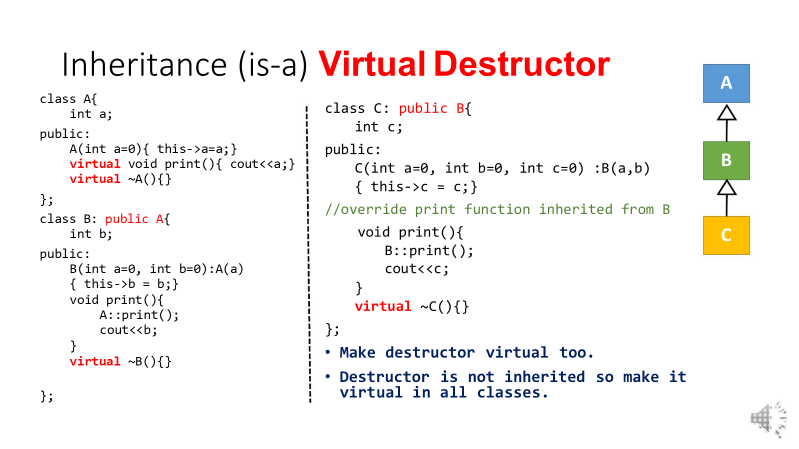 Inheritance (is-a) Virtual Destructor
class A{
int a;
public:
A(int a=0){ this->a=a;}
virtual void print(){ cout<<a;}
virtual ~A(){}
};
class B: public A{
int b;
public:
B(int a=0, int b=0):A(a)
{ this->b = b;}
void print(){
A::print();
cout<<b;
}
virtual ~B(){}
};
class C: public B{
int c;
public:
C(int a=0, int b=0, int c=0) :B(a,b)
{ this->c = c;}
//override print function inherited from B
void print(){
B::print();
cout<<c;
}
virtual ~C(){}
};
• Make destructor virtual too.
• Destructor is not inherited so make it
virtual in all classes.
A
B
C